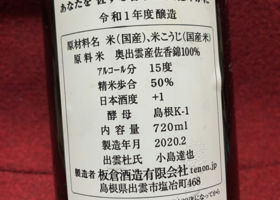 令和1年度醸造
原材料名 米(国産)、米こうじ(国産米)
原料米 奥出雲産佐香錦100%
アルコール分 15度
精米歩合 50%
日本酒度 +1
酵母 島根K-1
内容量 720ml
製造年月 2020.2
出雲杜氏 小島達也
製造者 板倉酒造有限会社 tenon.jp
島根県出雲市塩冶町468